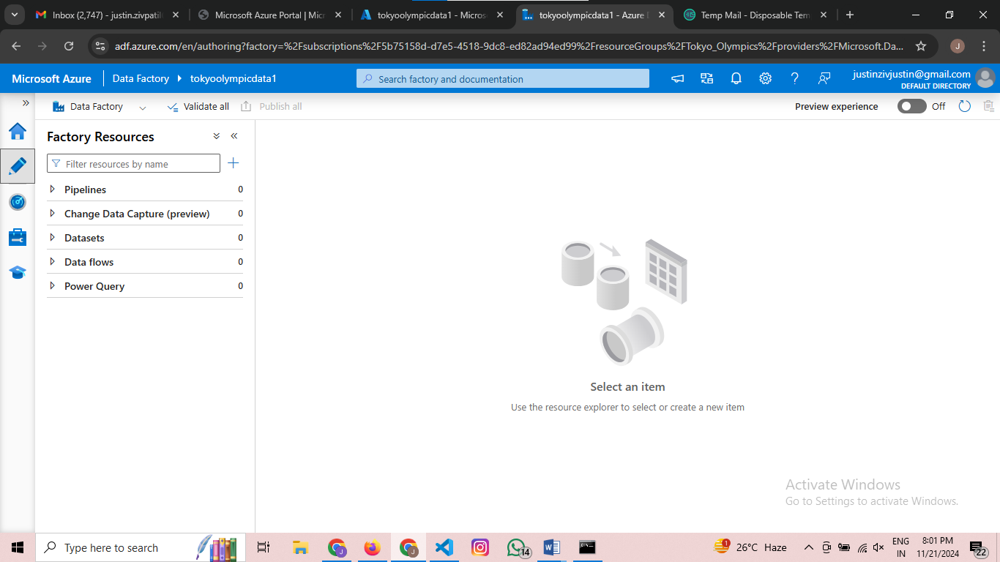 Inbox (2,747) - justin.zivpatil
Microsoft Azure Portal | Micr
tokyoolympicdata1 - Micros
tokyoolympicdata1 - Azure D
Temp Mail - Disposable Tem
adf.azure.com/en/authoring?factory=%2Fsubscriptions%2F5b75158d-d7e5-4518-9dc8-ed82ad94ed99%2FresourceGroups%2FTokyo_Olympics%2Fproviders%2FMicrosoft.Da...
J
Microsoft Azure
Data Factory
tokyoolympicdata1
Search factory and documentation
justinzivjustin@gmail.com
DEFAULT DIRECTORY
Data Factory
Validate all
Publish all
Preview experience
Off
Factory Resources
Filter resources by name
Pipelines 0
Change Data Capture (preview) 0
Datasets 0
Data flows 0
Power Query 0
Select an item
Use the resource explorer to select or create a new item
Activate Windows
Go to Settings to activate Windows.
Type here to search
J
J
14
1
26°C Haze
ENG
IN
8:01 PM
11/21/2024
22